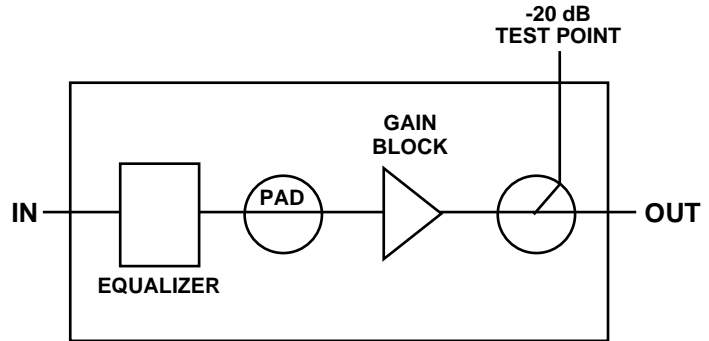 -20 dB
TEST POINT
GAIN
BLOCK
PAD
IN
OUT
EQUALIZER